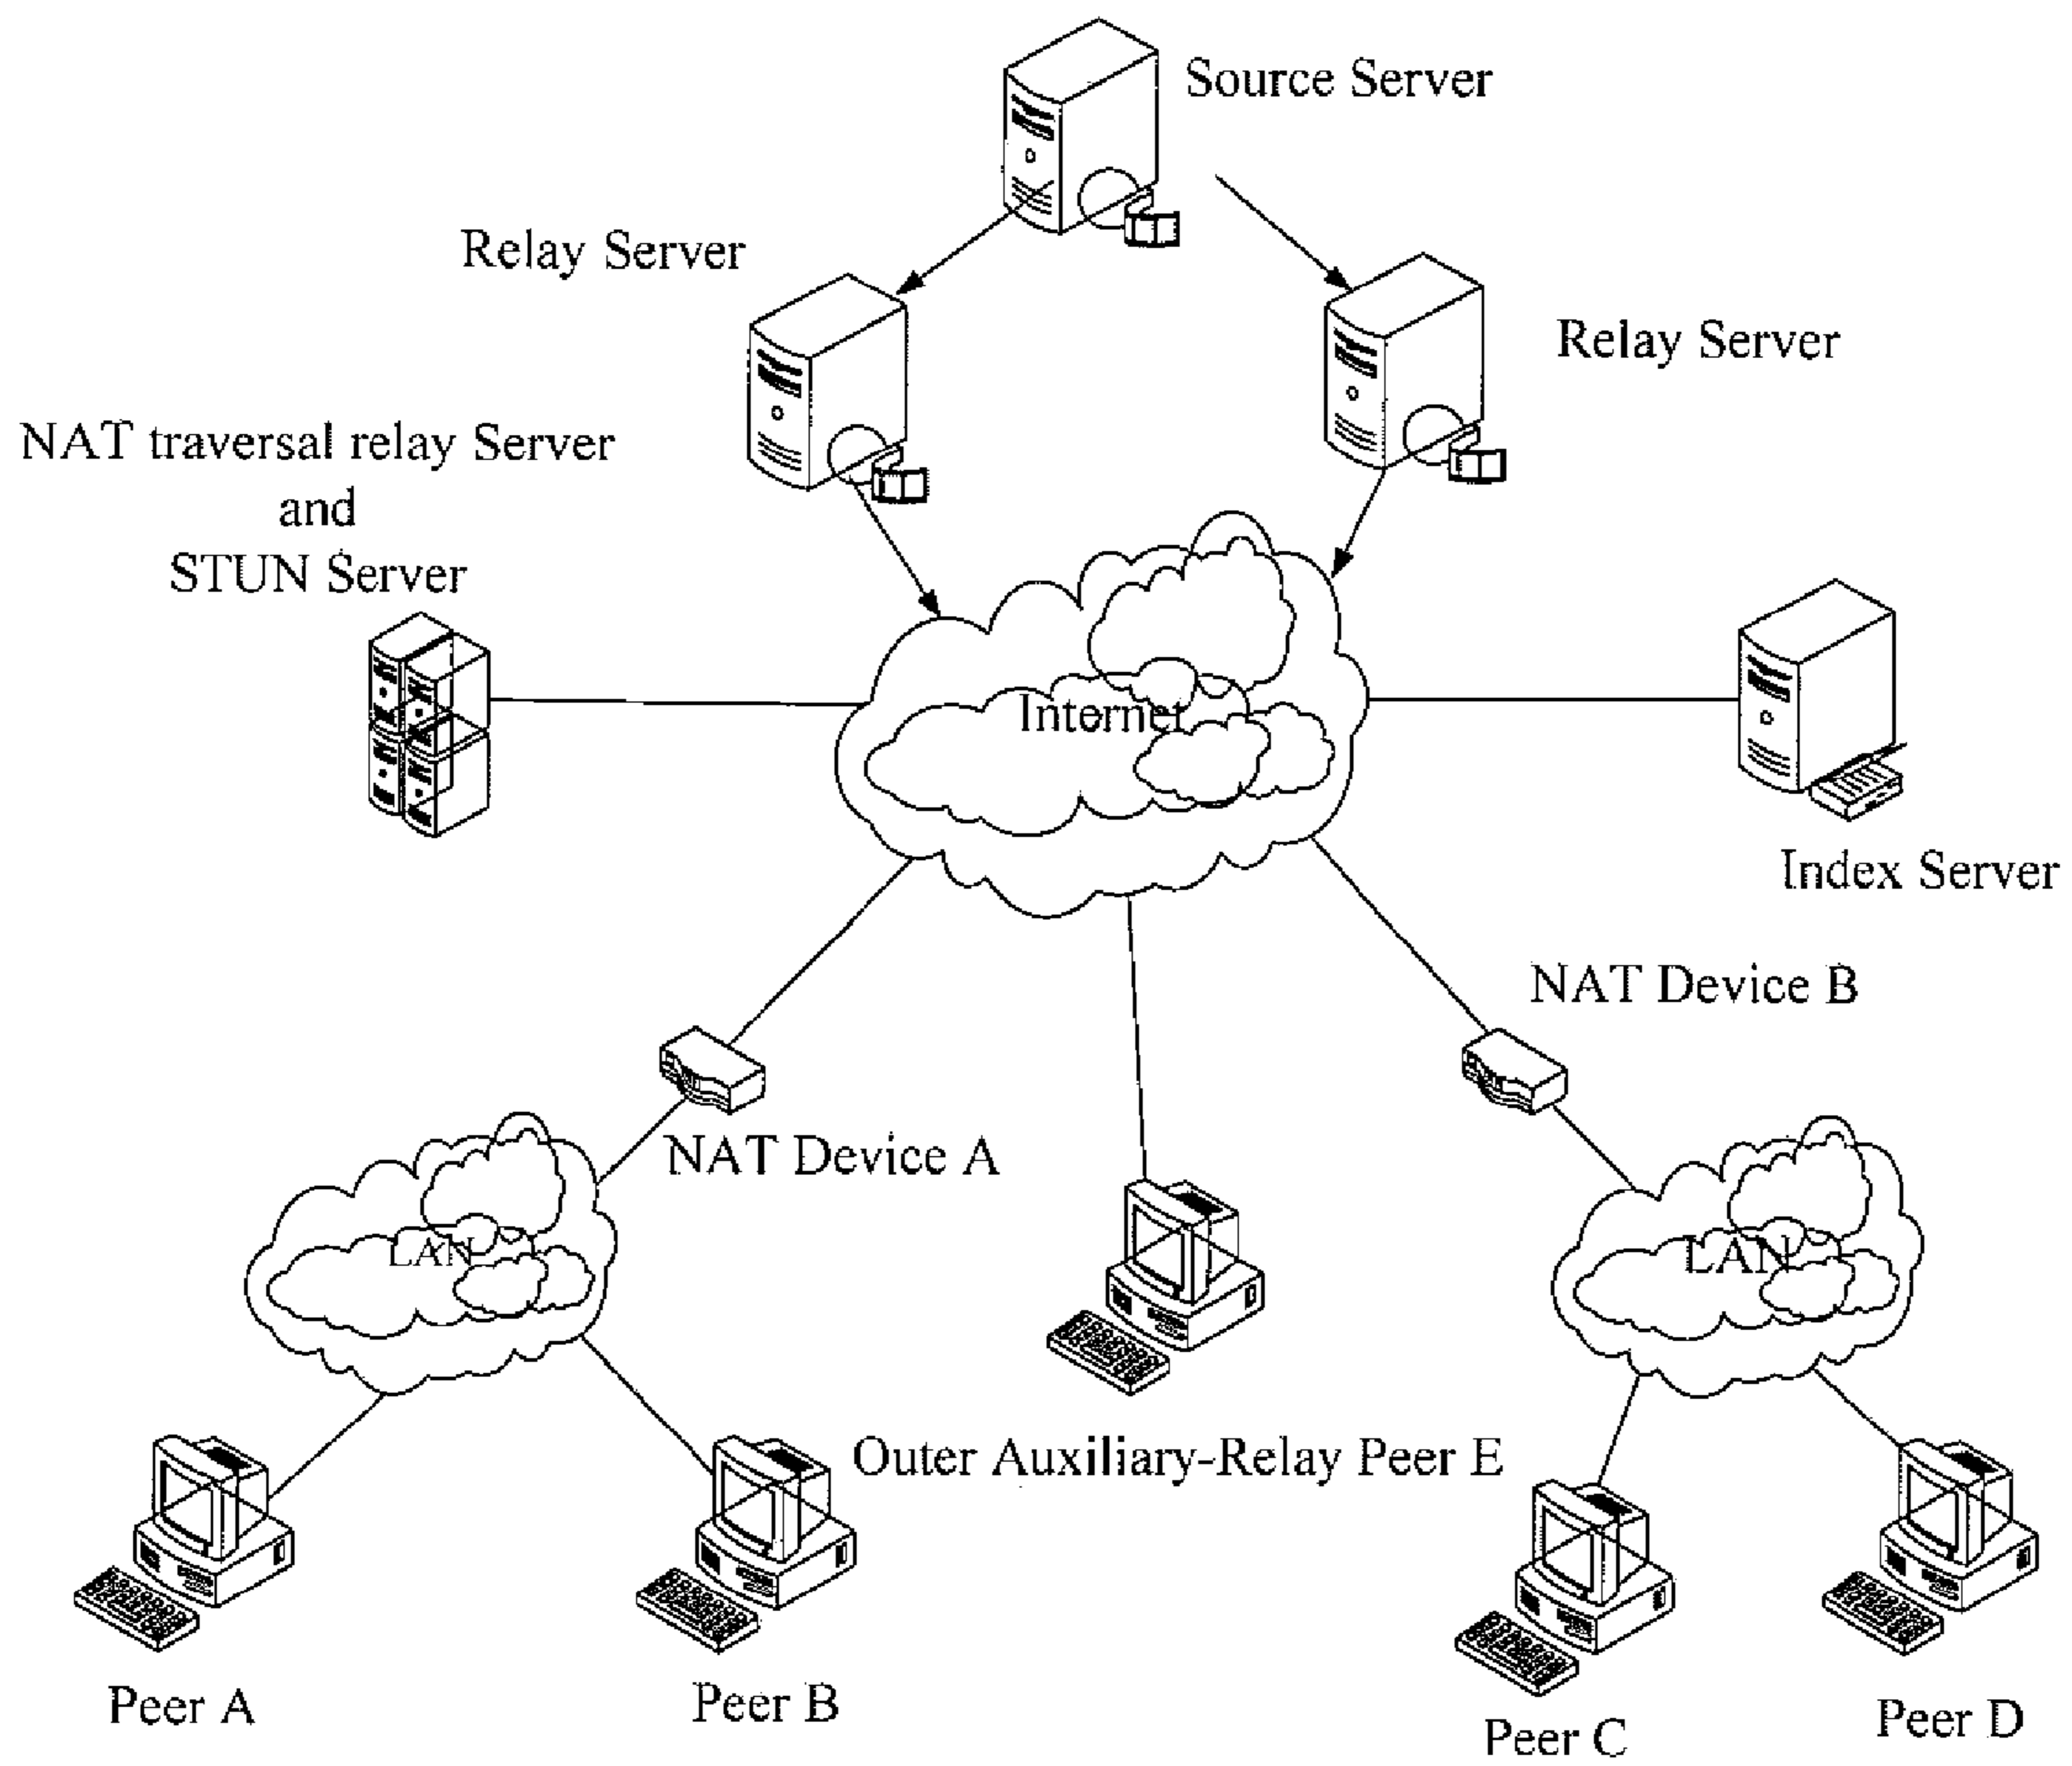 Source Server
Relay Server
Relay Server
NAT traversal relay Server
and
STUN Server
Internet
Index Server
NAT Device B
NAT Device A
LAN
LAN
Outer Auxiliary-Relay Peer E
Peer A
Peer B
Peer C
Peer D